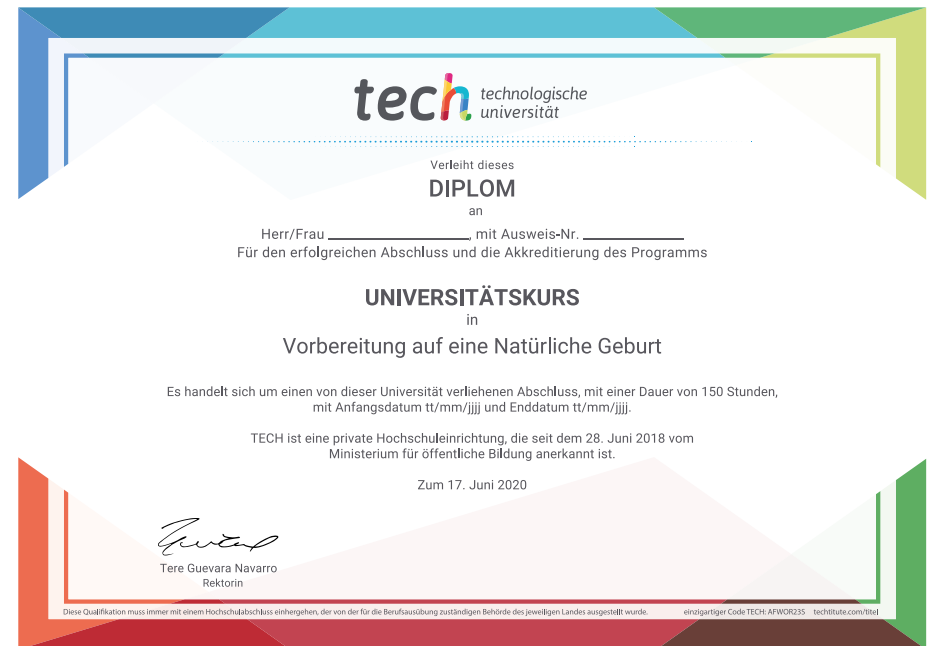 tech technologische
universität
Verleiht dieses
DIPLOM
an
Herr/Frau ____________, mit Ausweis-Nr. ____________
Für den erfolgreichen Abschluss und die Akkreditierung des Programms
UNIVERSITÄTSKURS
in
Vorbereitung auf eine Natürliche Geburt
Es handelt sich um einen von dieser Universität verliehenen Abschluss, mit einer Dauer von 150 Stunden,
mit Anfangsdatum tt/mm/jjjj und Enddatum tt/mm/jjjj.
TECH ist eine private Hochschuleinrichtung, die seit dem 28. Juni 2018 vom
Ministerium für öffentliche Bildung anerkannt ist.
Zum 17. Juni 2020
Tere Guevara Navarro
Rektorin
Diese Qualifikation muss immer mit einem Hochschulabschluss einhergehen, der von der für die Berufsausübung zuständigen Behörde des jeweiligen Landes ausgestellt wurde. einzigartiger Code TECH: AFWOR23S techtitute.com/titel